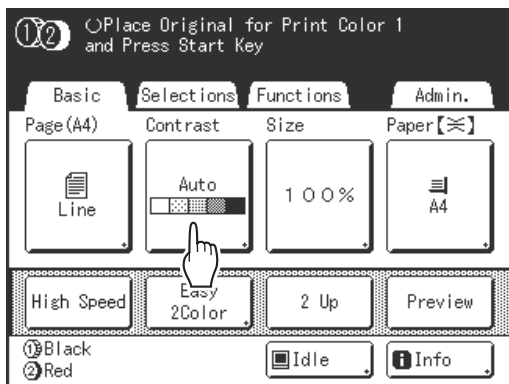 ①② Place Original for Print Color 1
and Press Start Key
Basic Selections Functions Admin.
Page(A4) Contrast Size Paper【】
Line Auto 100% A4
High Speed Easy 2Color 2 Up Preview
①Black
②Red
Idle Info